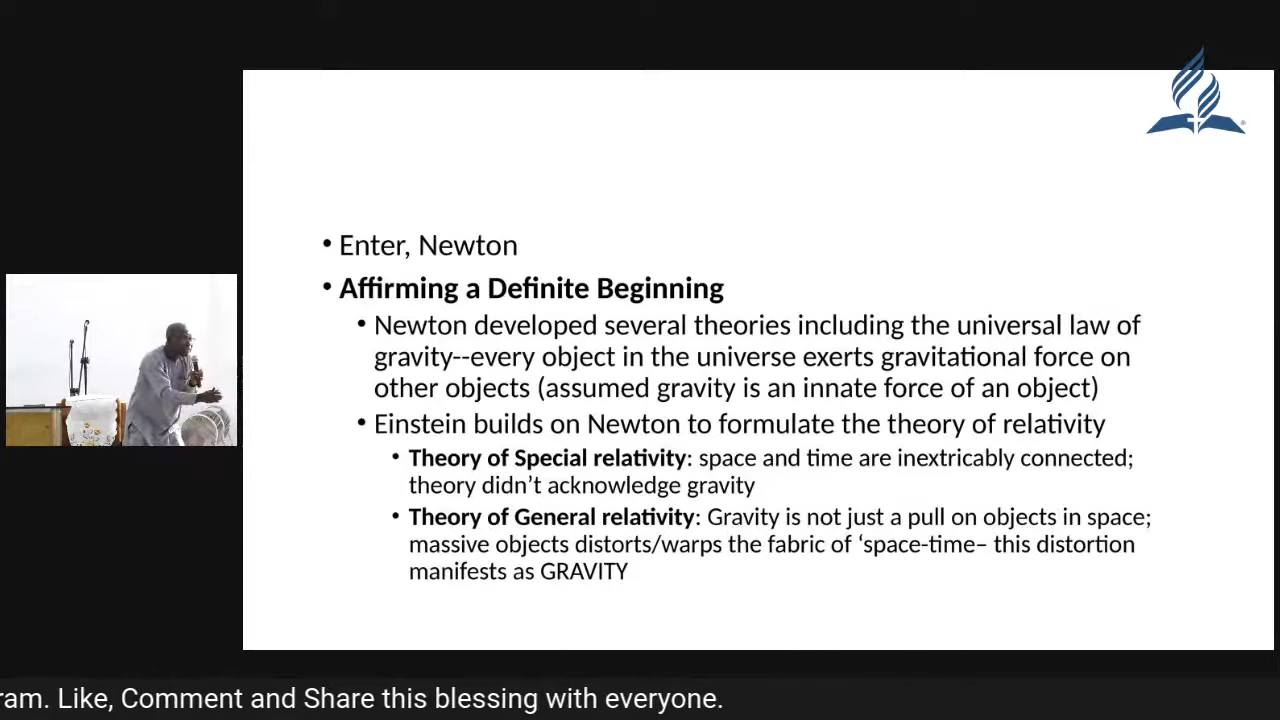 • Enter, Newton
• Affirming a Definite Beginning
• Newton developed several theories including the universal law of
gravity--every object in the universe exerts gravitational force on
other objects (assumed gravity is an innate force of an object)
• Einstein builds on Newton to formulate the theory of relativity
• Theory of Special relativity: space and time are inextricably connected;
theory didn’t acknowledge gravity
• Theory of General relativity: Gravity is not just a pull on objects in space;
massive objects distorts/warps the fabric of ‘space-time– this distortion
manifests as GRAVITY
ram. Like, Comment and Share this blessing with everyone.